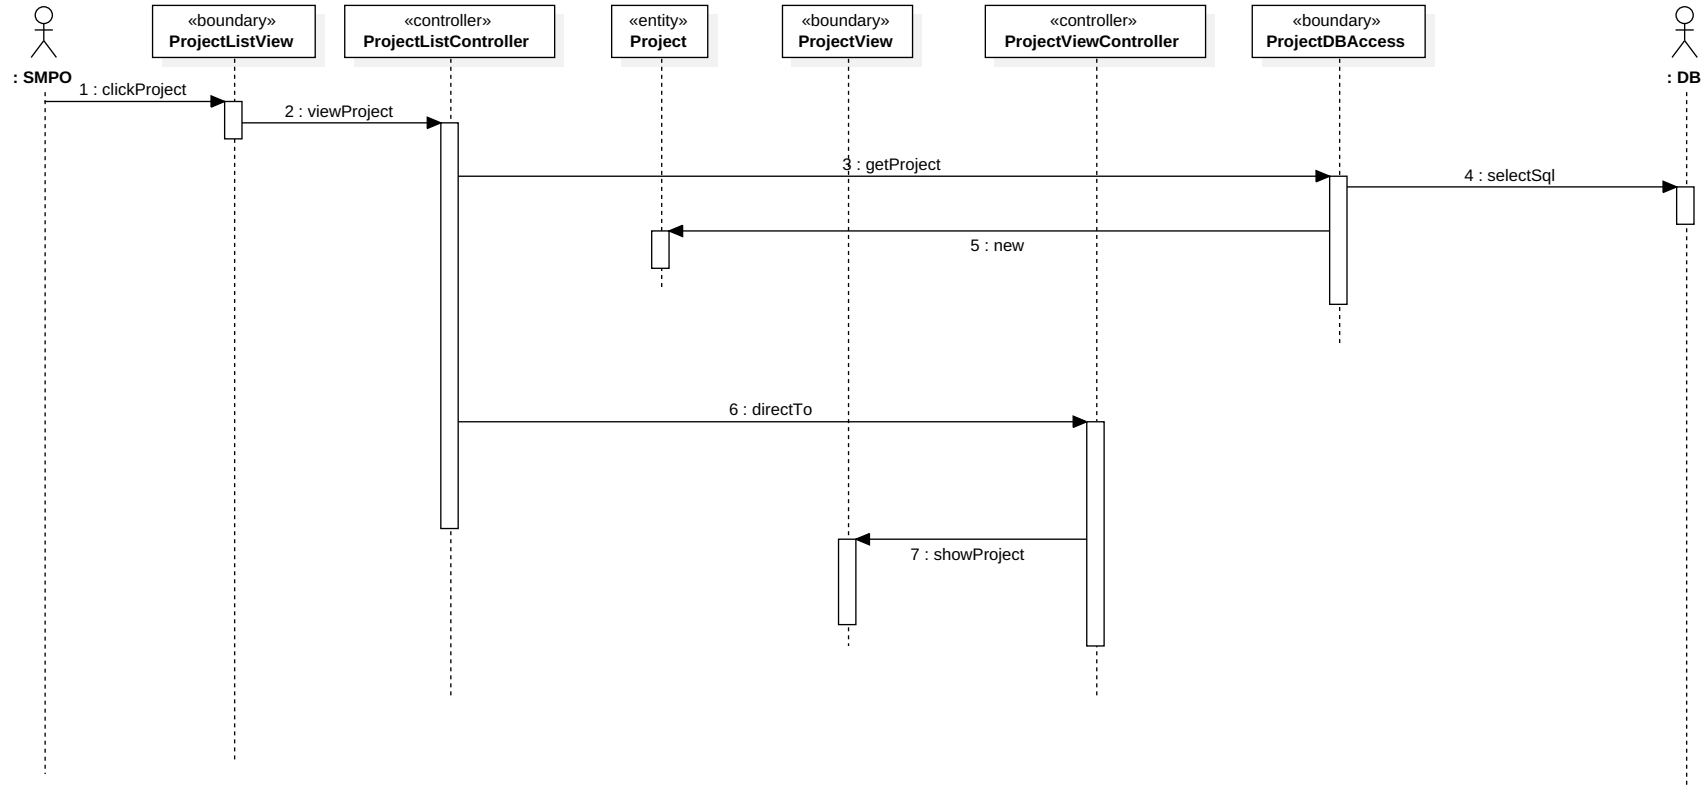 «boundary»
ProjectListView
«controller»
ProjectListController
«entity»
Project
«boundary»
ProjectView
«controller»
ProjectViewController
«boundary»
ProjectDBAccess
: SMPO
: DB
1 : clickProject
2 : viewProject
3 : getProject
4 : selectSql
5 : new
6 : directTo
7 : showProject